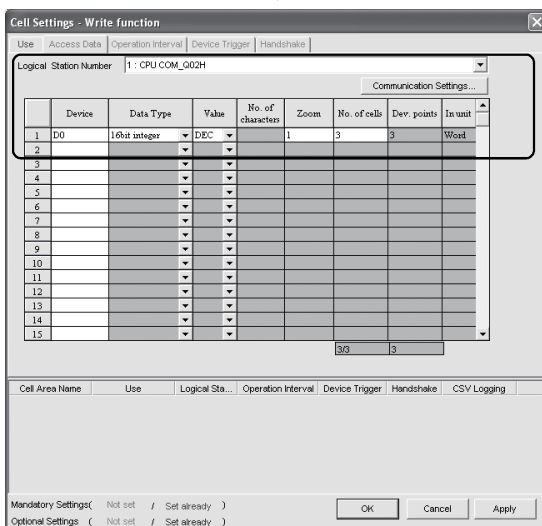 Cell Settings - Write function
Use Access Data Operation Interval Device Trigger Handshake
Logical Station Number 1 : CPU COM_Q02H
Communication Settings...
Device Data Type Value No. of characters Zoom No. of cells Dev. points In unit
1 D0 16bit integer DEC 1 3 3 Word
2
3
4
5
6
7
8
9
10
11
12
13
14
15
3/3 3
Cell Area Name Use Logical Sta... Operation Interval Device Trigger Handshake CSV Logging
Mandatory Settings( Not set / Set already )
Optional Settings ( Not set / Set already )
OK Cancel Apply